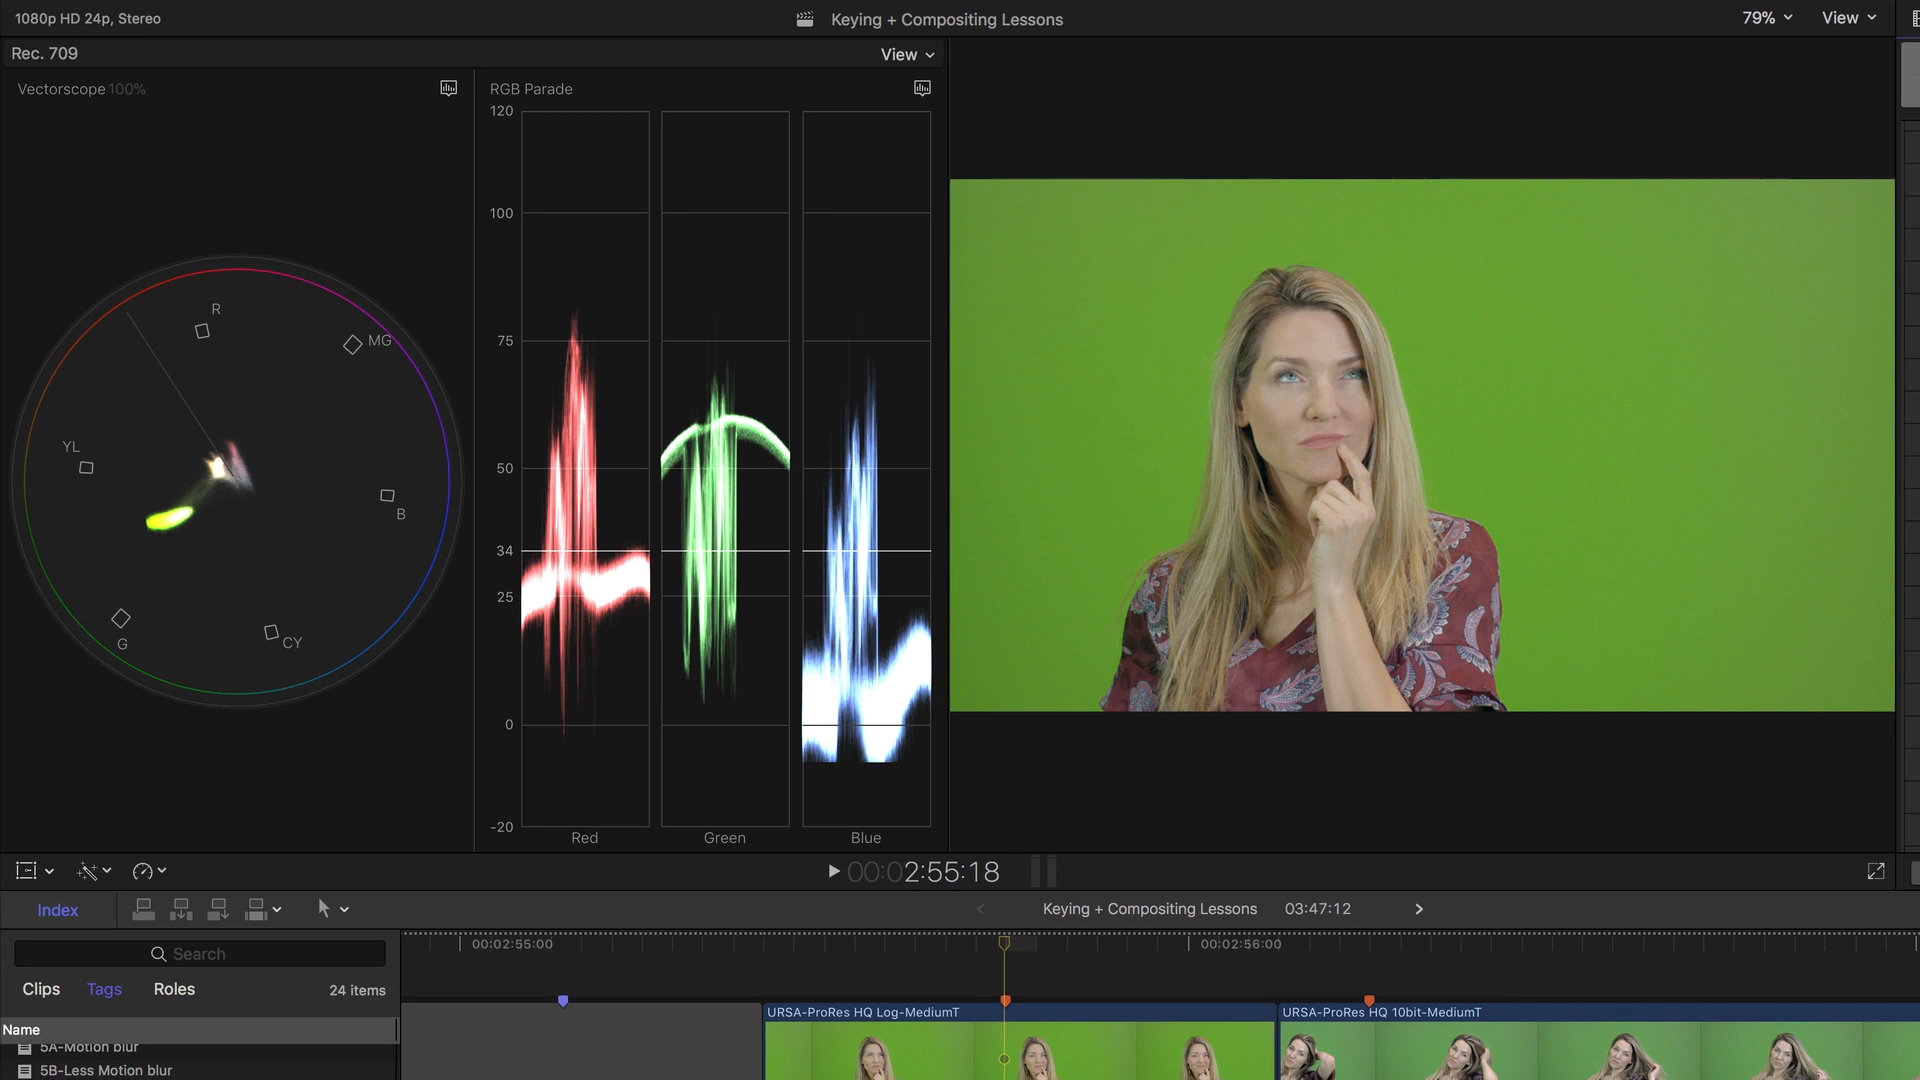 1080p HD 24p, Stereo
Keying + Compositing Lessons
79%
View
Rec. 709
View
Vectorscope 100%
RGB Parade
120
100
75
50
34
25
0
-20
Red
Green
Blue
R
MG
YL
B
G
CY
00:02:55:18
Index
Keying + Compositing Lessons
03:47:12
Search
00:02:55:00
00:02:56:00
Clips
Tags
Roles
24 items
Name
URSA-ProRes HQ Log-MediumT
URSA-ProRes HQ 10bit-MediumT
5A-Motion blur
5B-Less Motion blur